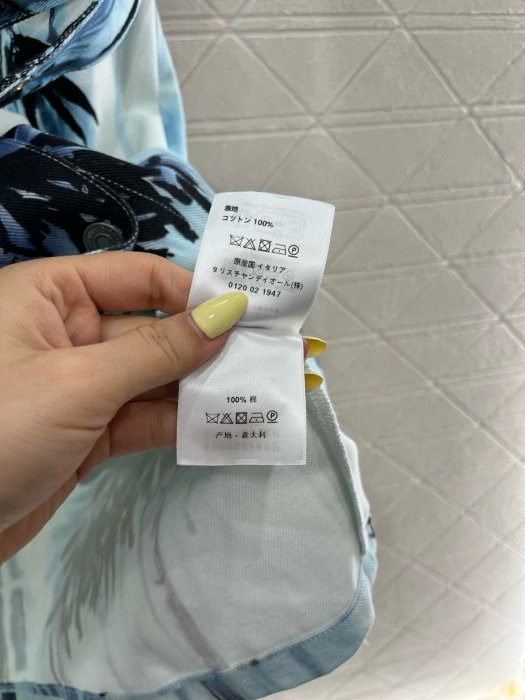 表地
コットン 100%
P
原産国 イタリア
タリスチャンディオール(株)
0120 02 1947
100% 棉
P
产地 - 意大利